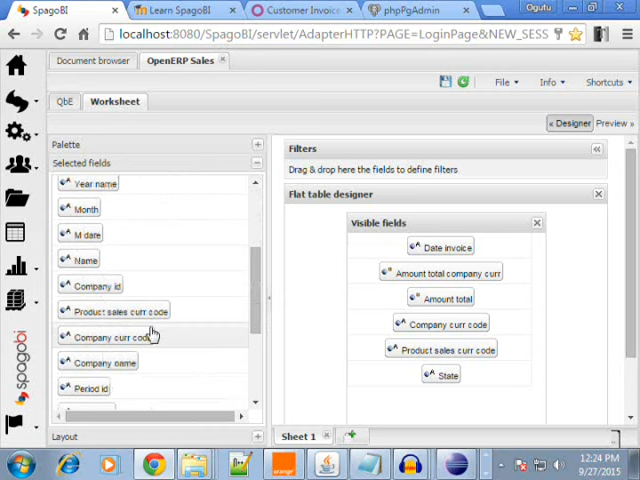 SpagoBI
Learn SpagoBI
Customer Invoice
phpPgAdmin
Ogutu
localhost:8080/SpagoBI/servlet/AdapterHTTP?PAGE=LoginPage&NEW_SESS
Document browser
OpenERP Sales
File
Info
Shortcuts
QbE
Worksheet
« Designer
Preview »
Palette
Selected fields
Year name
Month
M date
Name
Company id
Product sales curr code
Company curr cod
Company name
Period id
Layout
Filters
Drag & drop here the fields to define filters
Flat table designer
Visible fields
Date invoice
Amount total company curr
Amount total
Company curr code
Product sales curr code
State
Sheet 1
spagobi
12:24 PM
9/27/2015
orange